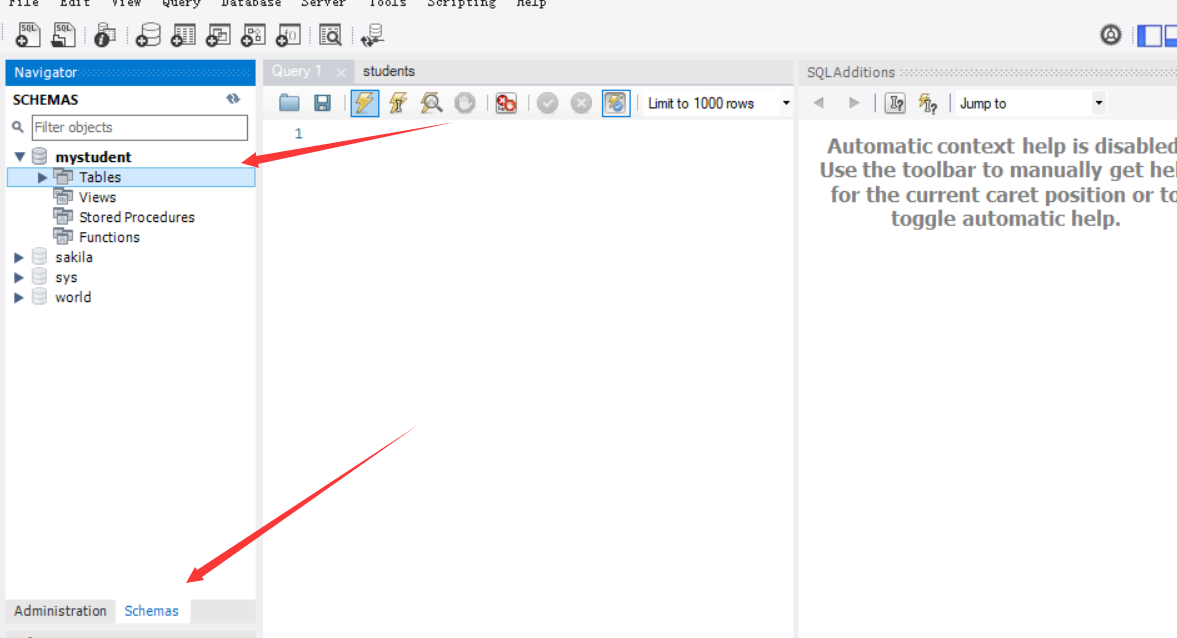 File Edit View Query Database Server Tools Scripting Help
SQL SQL
Navigator
Query 1 students
SQLAdditions
SCHEMAS
Limit to 1000 rows
Jump to
Filter objects
1
mystudent
Tables
Views
Stored Procedures
Functions
sakila
sys
world
Automatic context help is disabled
Use the toolbar to manually get hel
for the current caret position or to
toggle automatic help.
Administration Schemas